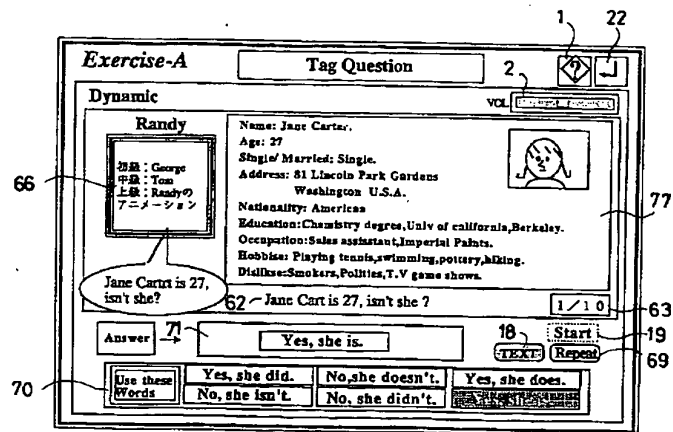 1
22
Exercise-A
Tag Question
?
2
Dynamic
VOL
Randy
66
初級：George
中級：Tom
上級：Randyの
アニメーション
Name: Jane Carter.
Age: 27
Single/ Married: Single.
Address: 81 Lincoln Park Gardens
Washington U.S.A.
Nationality: American
Education:Chemistry degree,Univ of california,Berkeley.
Occupation:Sales assistant,Imperial Paints.
Hobbise: Playing tennis,swimming,pottery,hiking.
Dislikse:Smokers,Polities,T.V game shows.
77
Jane Cartrt is 27,
isn't she?
62
Jane Cart is 27, isn't she ?
1/10
63
Answer
71
Yes, she is.
18
TEXT
Start
19
Repeat
69
70
Use these
Words
Yes, she did.
No,she doesn't.
Yes, she does.
No, she isn't.
No, she didn't.